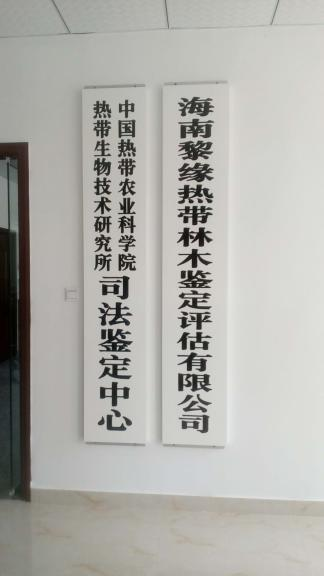 海南黎缘热带林木鉴定评估有限公司
中国热带农业科学院
热带生物技术研究所
司法鉴定中心